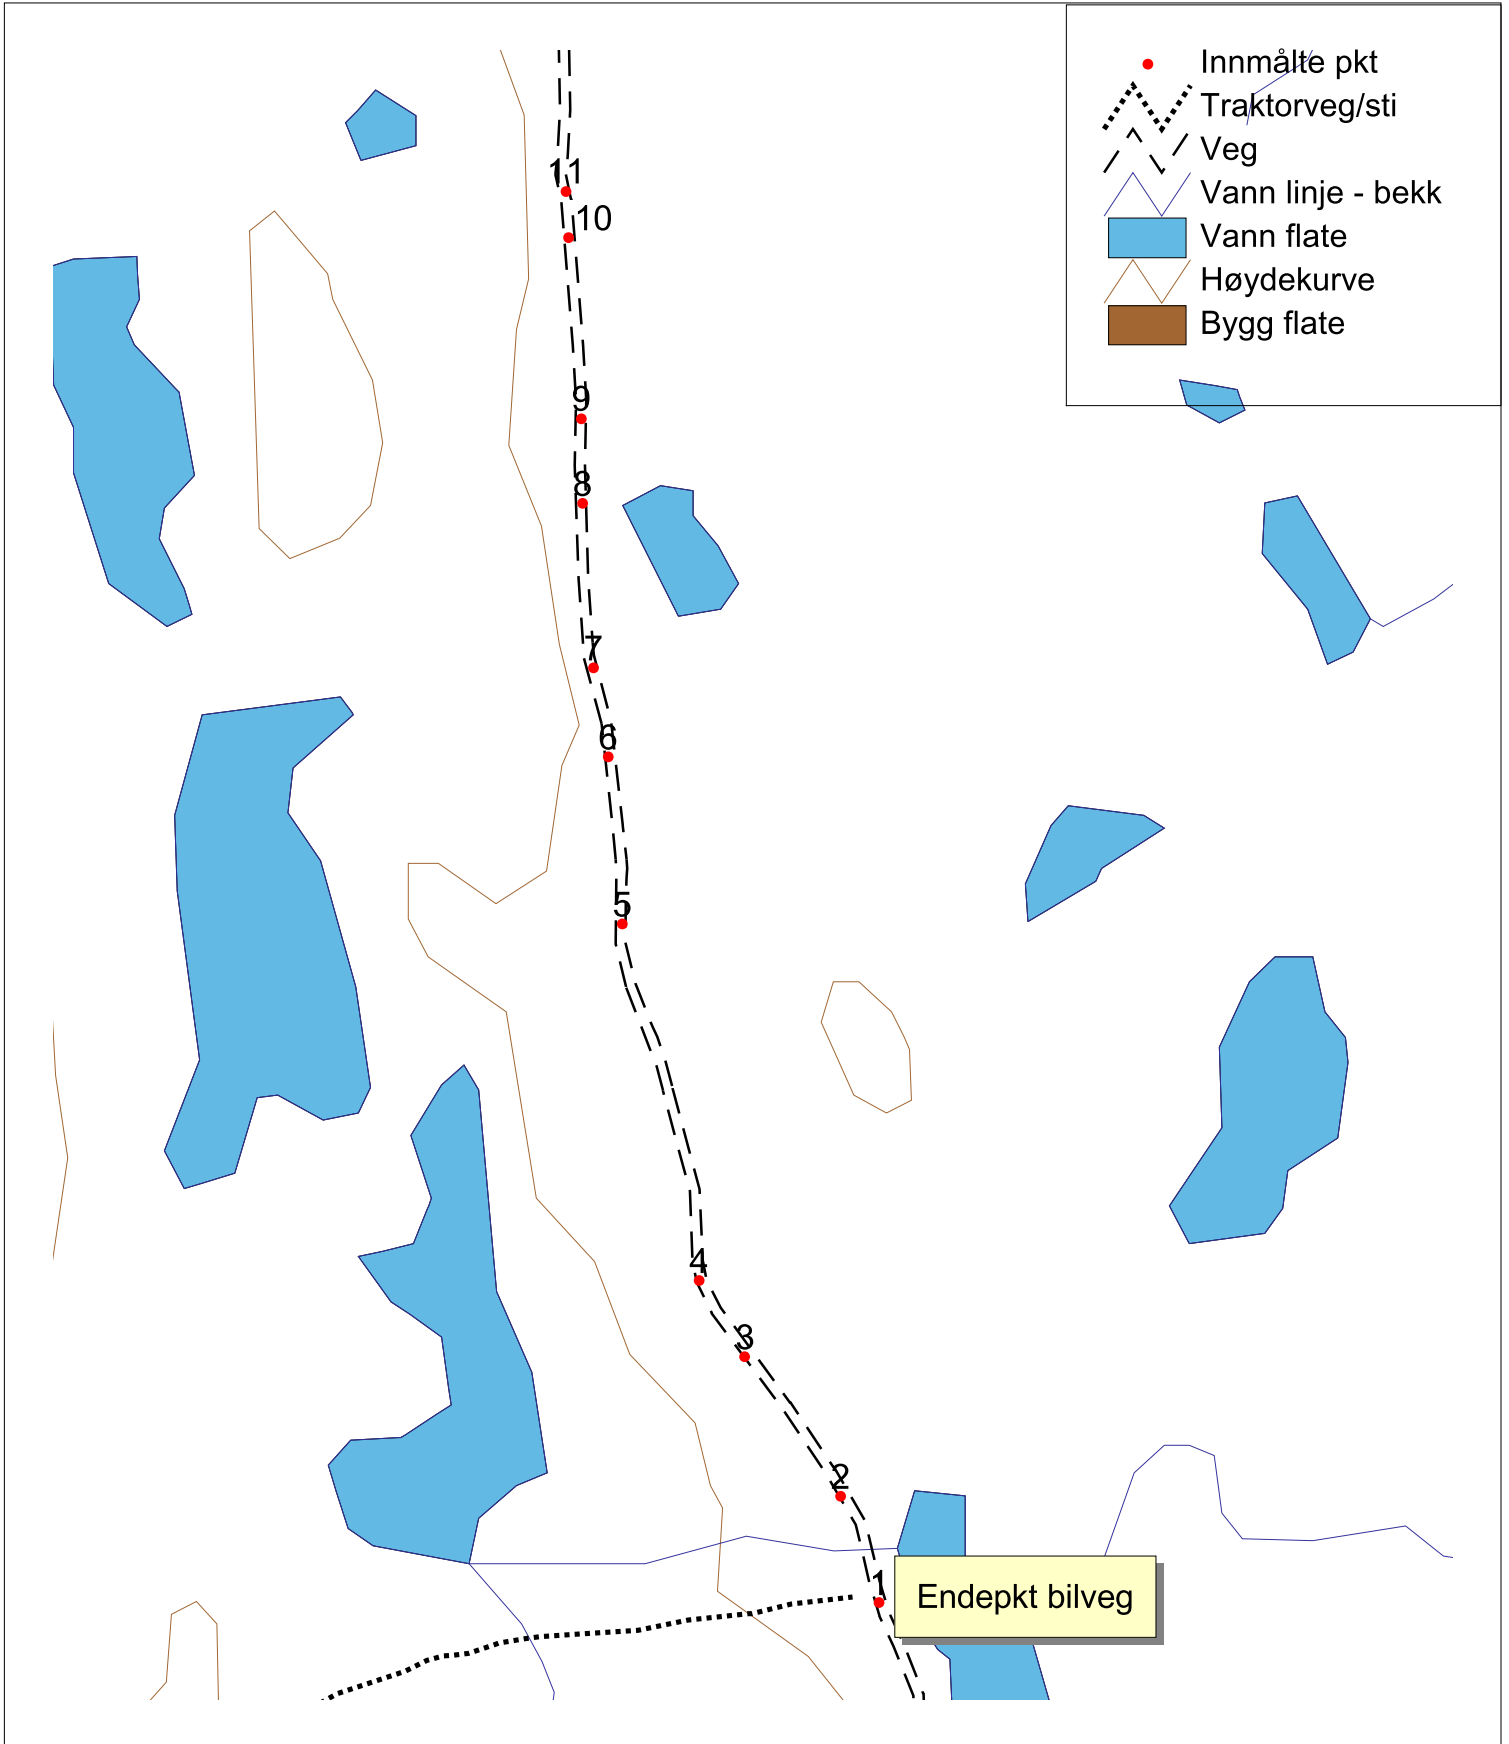 Innmålte pkt
Traktorveg/sti
Veg
Vann linje - bekk
Vann flate
Høydekurve
Bygg flate
11
10
9
8
7
6
5
4
3
2
1
Endepkt bilveg